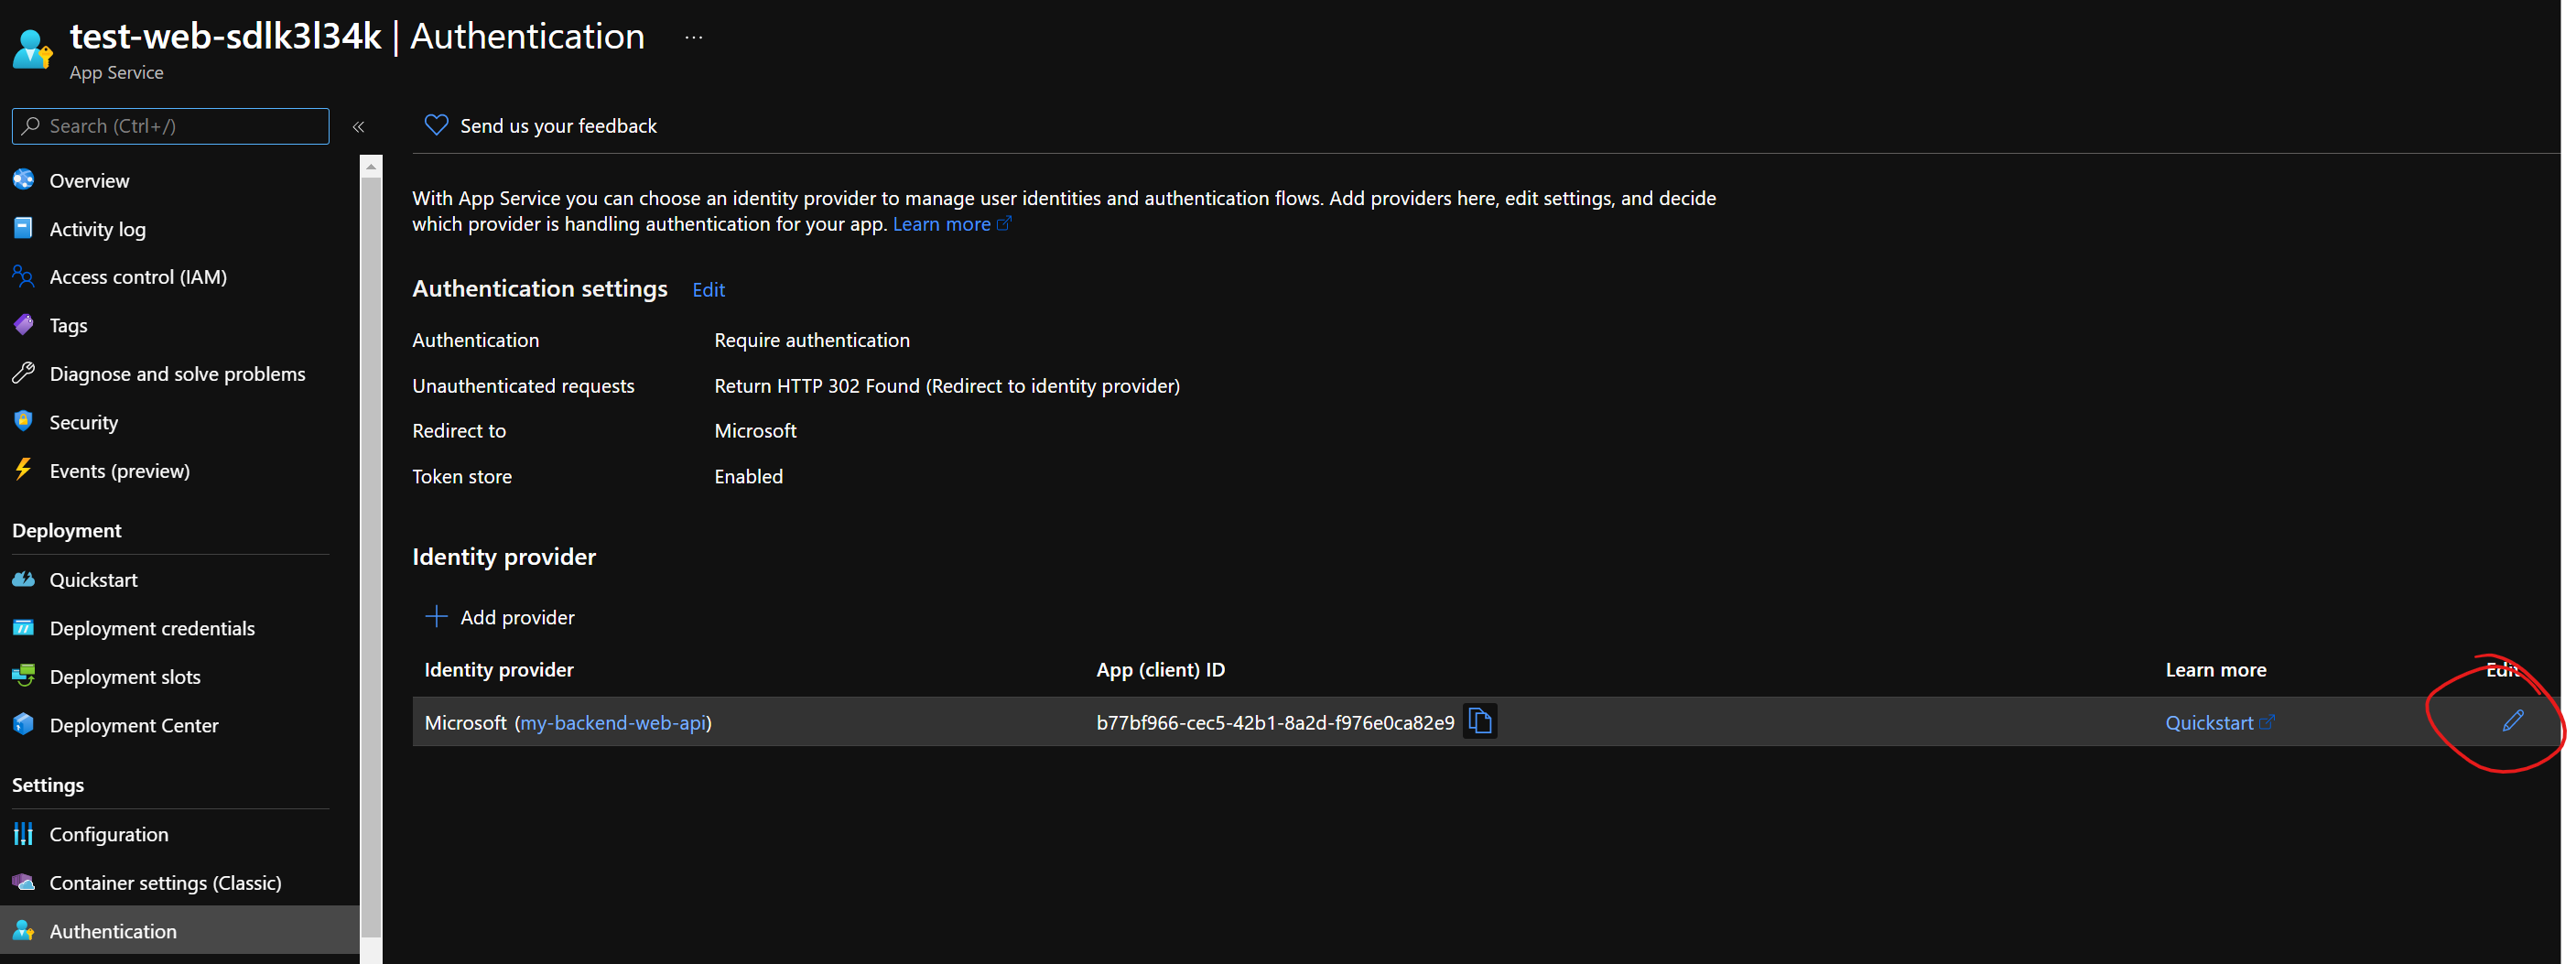 test-web-sdlk3l34k | Authentication ...
App Service
Search (Ctrl+/)
«
Overview
Activity log
Access control (IAM)
Tags
Diagnose and solve problems
Security
Events (preview)
Deployment
Quickstart
Deployment credentials
Deployment slots
Deployment Center
Settings
Configuration
Container settings (Classic)
Authentication
Send us your feedback
With App Service you can choose an identity provider to manage user identities and authentication flows. Add providers here, edit settings, and decide
which provider is handling authentication for your app. Learn more
Authentication settings Edit
Authentication Require authentication
Unauthenticated requests Return HTTP 302 Found (Redirect to identity provider)
Redirect to Microsoft
Token store Enabled
Identity provider
Add provider
Identity provider App (client) ID Learn more Edit
Microsoft (my-backend-web-api) b77bf966-cec5-42b1-8a2d-f976e0ca82e9 Quickstart